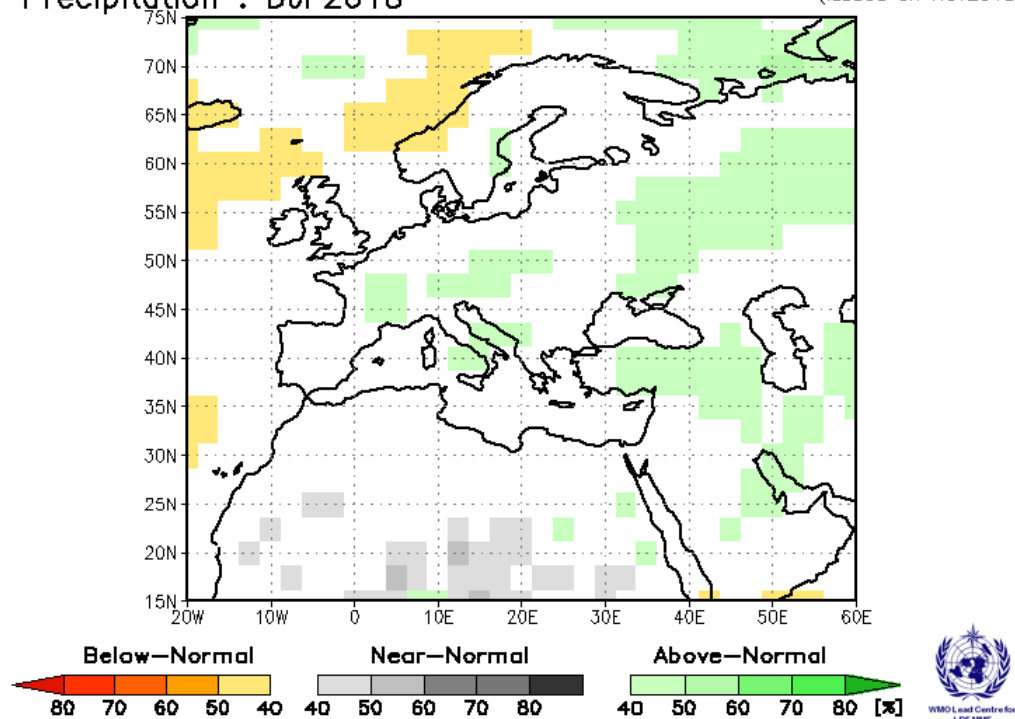 Precipitation : DJF2018
75N
70N
65N
60N
55N
50N
45N
40N
35N
30N
25N
20N
15N
20W 10W 0 10E 20E 30E 40E 50E 60E
Below-Normal Near-Normal Above-Normal
80 70 60 50 40 40 50 60 70 80 40 50 60 70 80 [%]
WMO Lead Centre for